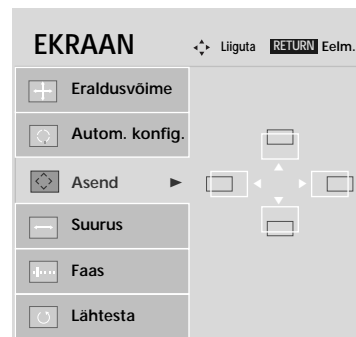 EKRAAN Liiguta RETURN Eelm.
Eraldusvõime
Autom. konfig.
Asend
Suurus
Faas
Lähtesta